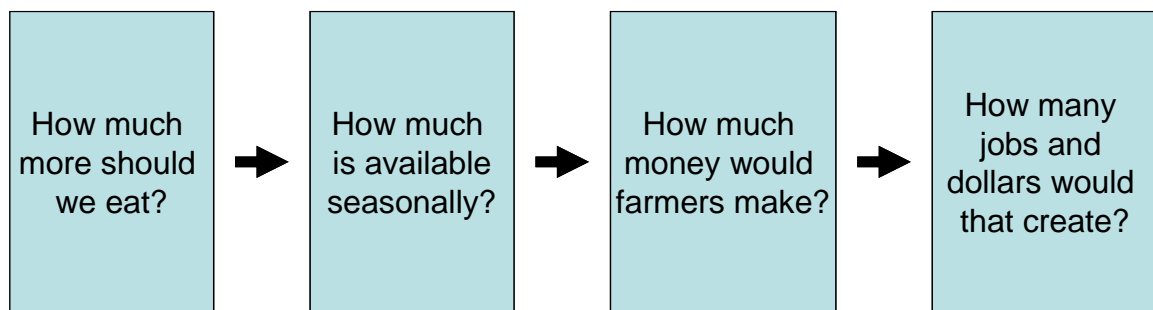 How much
more should
we eat?
How much
is available
seasonally?
How much
money would
farmers make?
How many
jobs and
dollars would
that create?